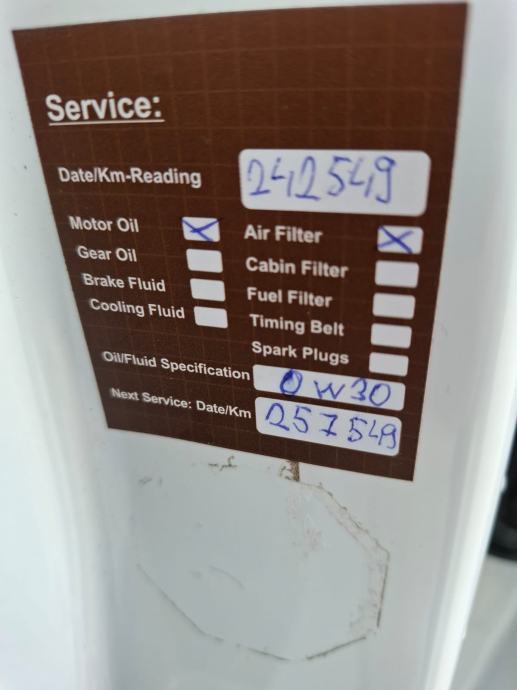 Service:
Date/Km-Reading 242549
Motor Oil X Air Filter X
Gear Oil Cabin Filter
Brake Fluid Fuel Filter
Cooling Fluid Timing Belt
Spark Plugs
Oil/Fluid Specification 0W30
Next Service: Date/Km 257549